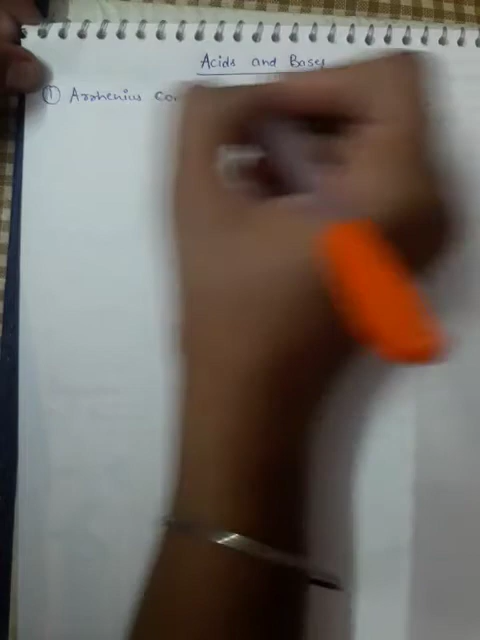 Acids and Bases
① Arrhenius